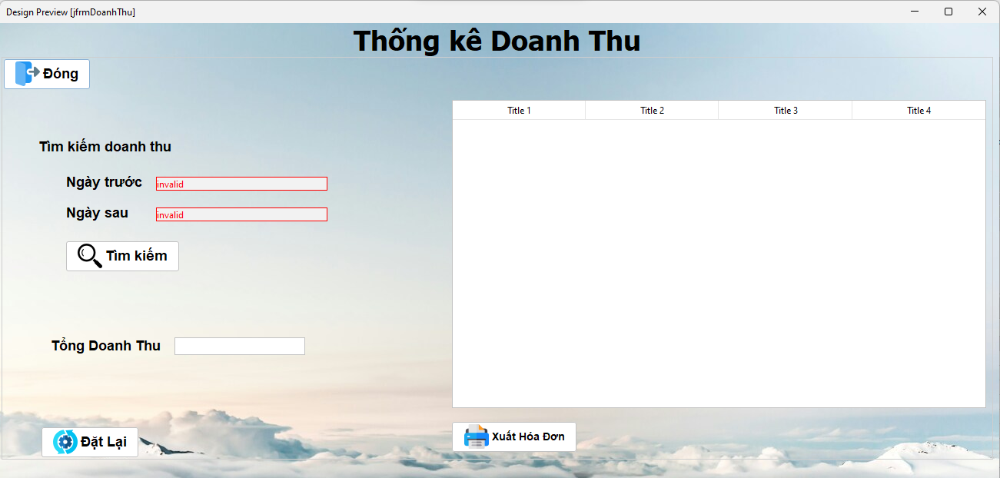 Design Preview [jfrmDoanhThu]
Thống kê Doanh Thu
Đóng
Title 1 Title 2 Title 3 Title 4
Tìm kiếm doanh thu
Ngày trước invalid
Ngày sau invalid
Tìm kiếm
Tổng Doanh Thu
Đặt Lại
Xuất Hóa Đơn